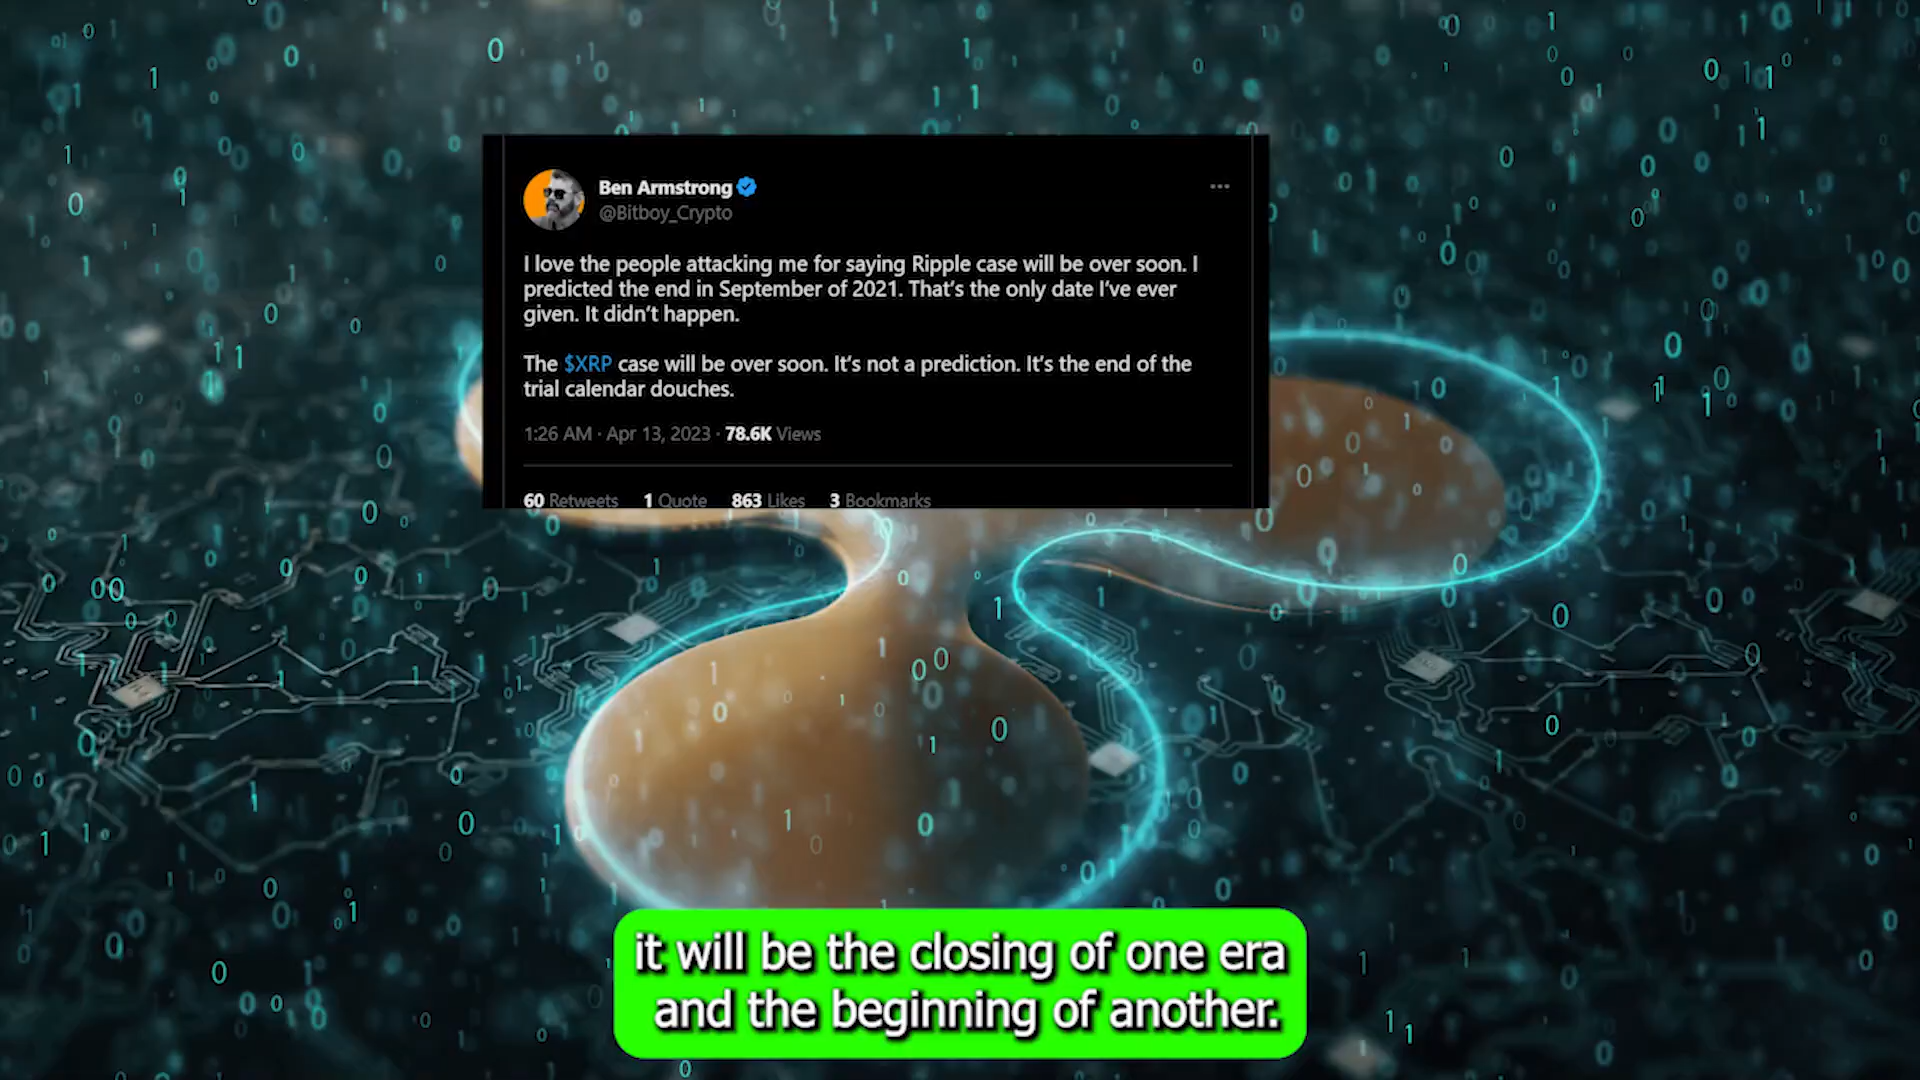 Ben Armstrong
@Bitboy_Crypto
I love the people attacking me for saying Ripple case will be over soon. I
predicted the end in September of 2021. That's the only date I've ever
given. It didn't happen.
The $XRP case will be over soon. It's not a prediction. It's the end of the
trial calendar douches.
1:26 AM · Apr 13, 2023 · 78.6K Views
60 Retweets 1 Quote 863 Likes 3 Bookmarks
it will be the closing of one era
and the beginning of another.